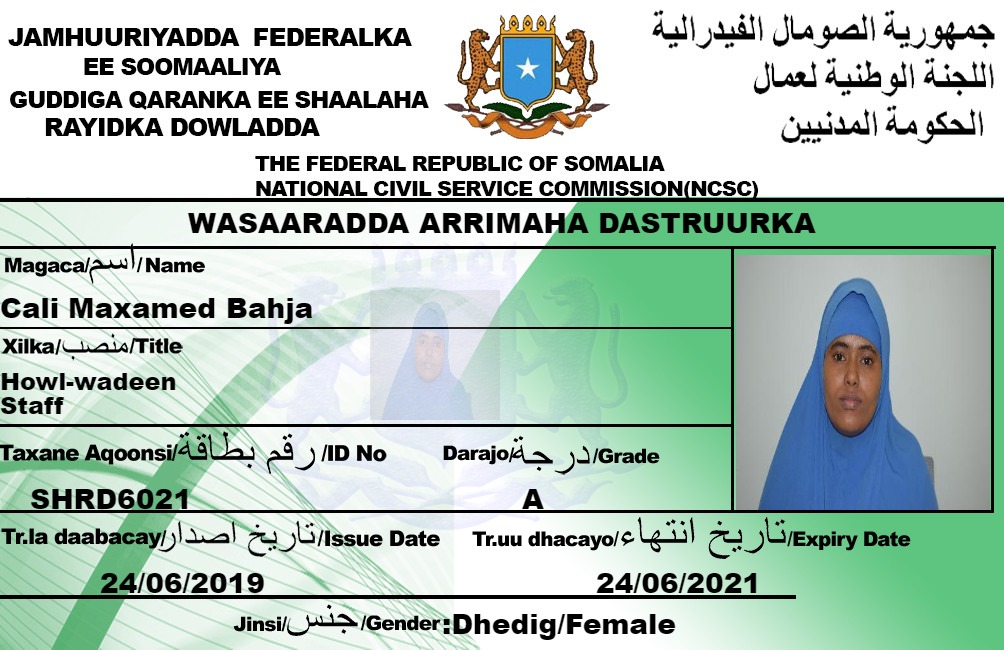 JAMHUURIYADDA FEDERALKA
EE SOOMAALIYA
GUDDIGA QARANKA EE SHAALAHA
RAYIDKA DOWLADDA
جمهورية الصومال الفيدرالية
اللجنة الوطنية لعمال
الحكومة المدنيين
THE FEDERAL REPUBLIC OF SOMALIA
NATIONAL CIVIL SERVICE COMMISSION(NCSC)
WASAARADDA ARRIMAHA DASTRUURKA
Magaca/اسم/Name
Cali Maxamed Bahja
Xilka/منصب/Title
Howl-wadeen
Staff
Taxane Aqoonsi/رقم بطاقة/ID No
Darajo/درجة/Grade
SHRD6021
A
Tr.la daabacay/تاريخ اصدار/Issue Date
Tr.uu dhacayo/تاريخ انتهاء/Expiry Date
24/06/2019
24/06/2021
Jinsi/جنس/Gender:Dhedig/Female